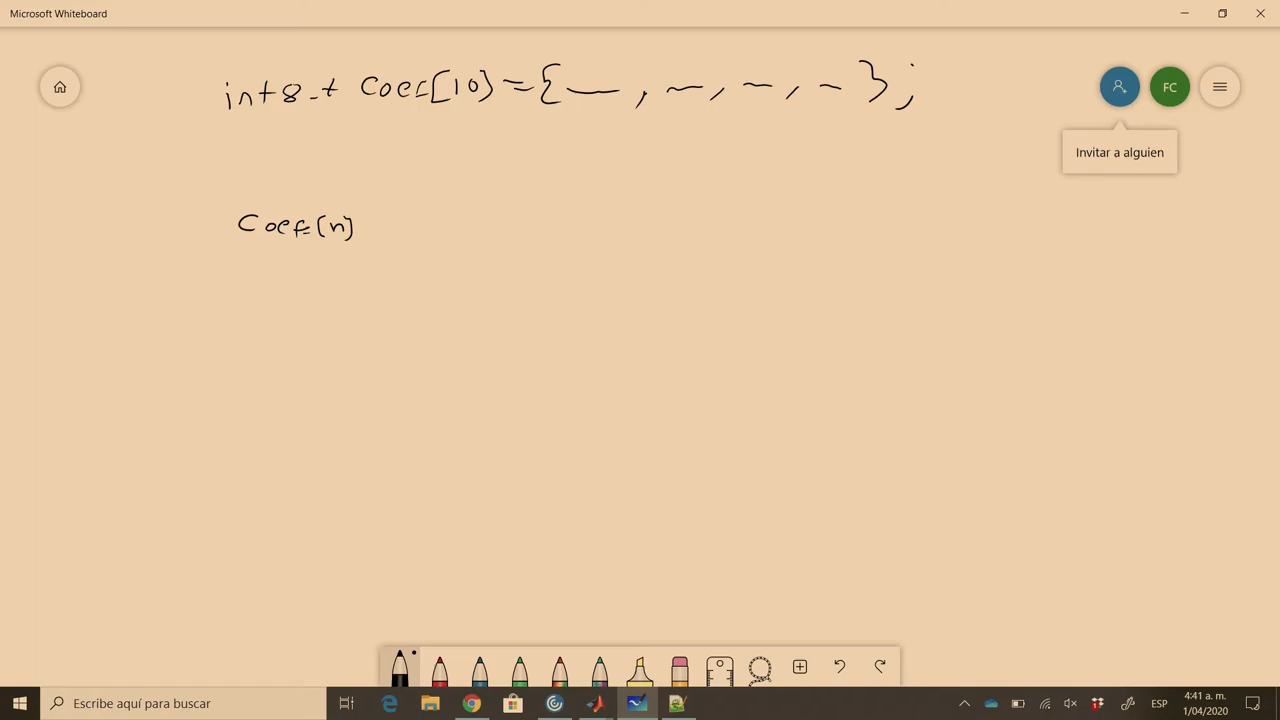 Microsoft Whiteboard
int8_t Coef[10]={__, ~, ~, ~};
FC
Invitar a alguien
Coef[n]
Escribe aquí para buscar
ESP
4:41 a. m.
1/04/2020